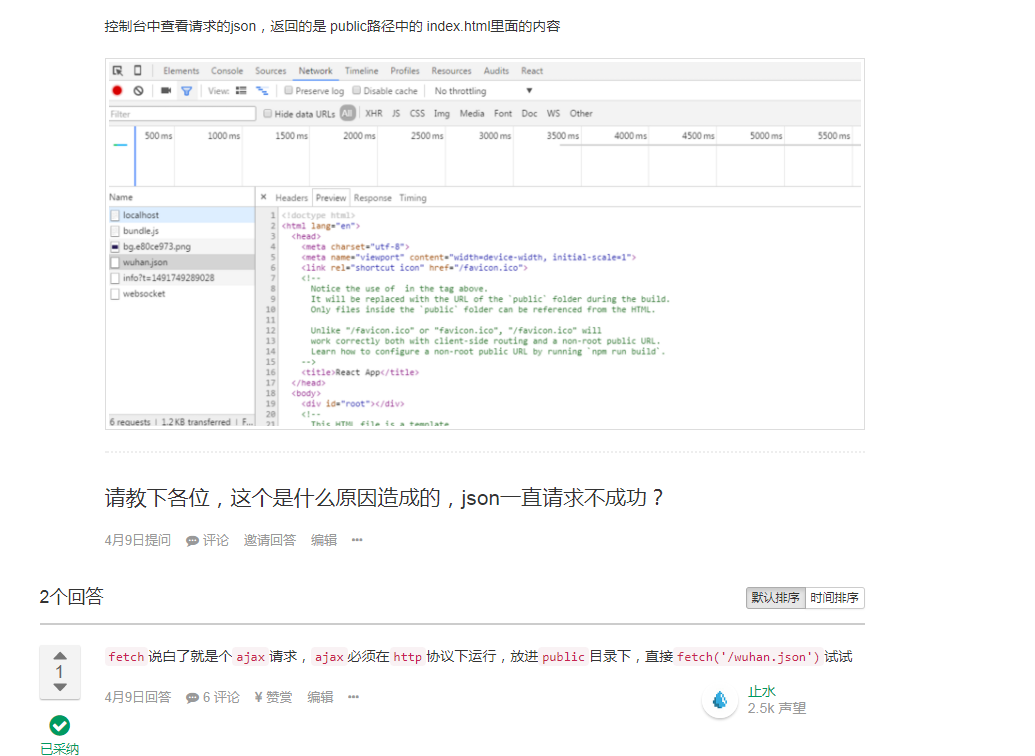 控制台中查看请求的json，返回的是 public路径中的 index.html里面的内容
Elements Console Sources Network Timeline Profiles Resources Audits React
View: Preserve log Disable cache No throttling
Filter Hide data URLs All XHR JS CSS Img Media Font Doc WS Other
500 ms 1000 ms 1500 ms 2000 ms 2500 ms 3000 ms 3500 ms 4000 ms 4500 ms 5000 ms 5500 ms
Name × Headers Preview Response Timing
localhost
bundle.js
bg.e80ce973.png
wuhan.json
info?t=1491749289028
websocket
6 requests | 1.2 KB transferred | F...
1 <!doctype html>
2 <html lang="en">
3 <head>
4 <meta charset="utf-8">
5 <meta name="viewport" content="width=device-width, initial-scale=1">
6 <link rel="shortcut icon" href="/favicon.ico">
7 <!--
8 Notice the use of  in the tag above.
9 It will be replaced with the URL of the `public` folder during the build.
10 Only files inside the `public` folder can be referenced from the HTML.
11
12 Unlike "/favicon.ico" or "favicon.ico", "/favicon.ico" will
13 work correctly both with client-side routing and a non-root public URL.
14 Learn how to configure a non-root public URL by running `npm run build`.
15 -->
16 <title>React App</title>
17 </head>
18 <body>
19 <div id="root"></div>
20 <!--
21 This HTML file is a template.
请教下各位，这个是什么原因造成的，json一直请求不成功？
4月9日提问 评论 邀请回答 编辑 •••
2个回答
默认排序 时间排序
1
fetch 说白了就是个 ajax 请求，ajax 必须在 http 协议下运行，放进 public 目录下，直接 fetch('/wuhan.json') 试试
4月9日回答 6 评论 ¥ 赞赏 编辑 •••
止水
2.5k 声望
已采纳